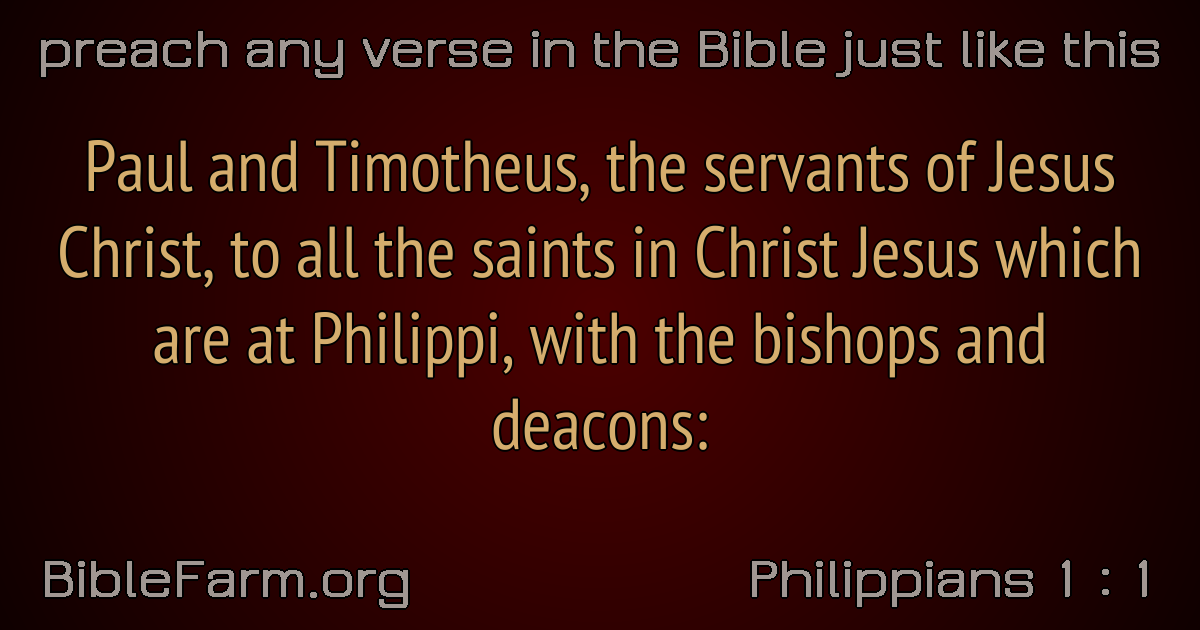 preach any verse in the Bible just like this
Paul and Timotheus, the servants of Jesus
Christ, to all the saints in Christ Jesus which
are at Philippi, with the bishops and
deacons:
BibleFarm.org
Philippians 1 : 1